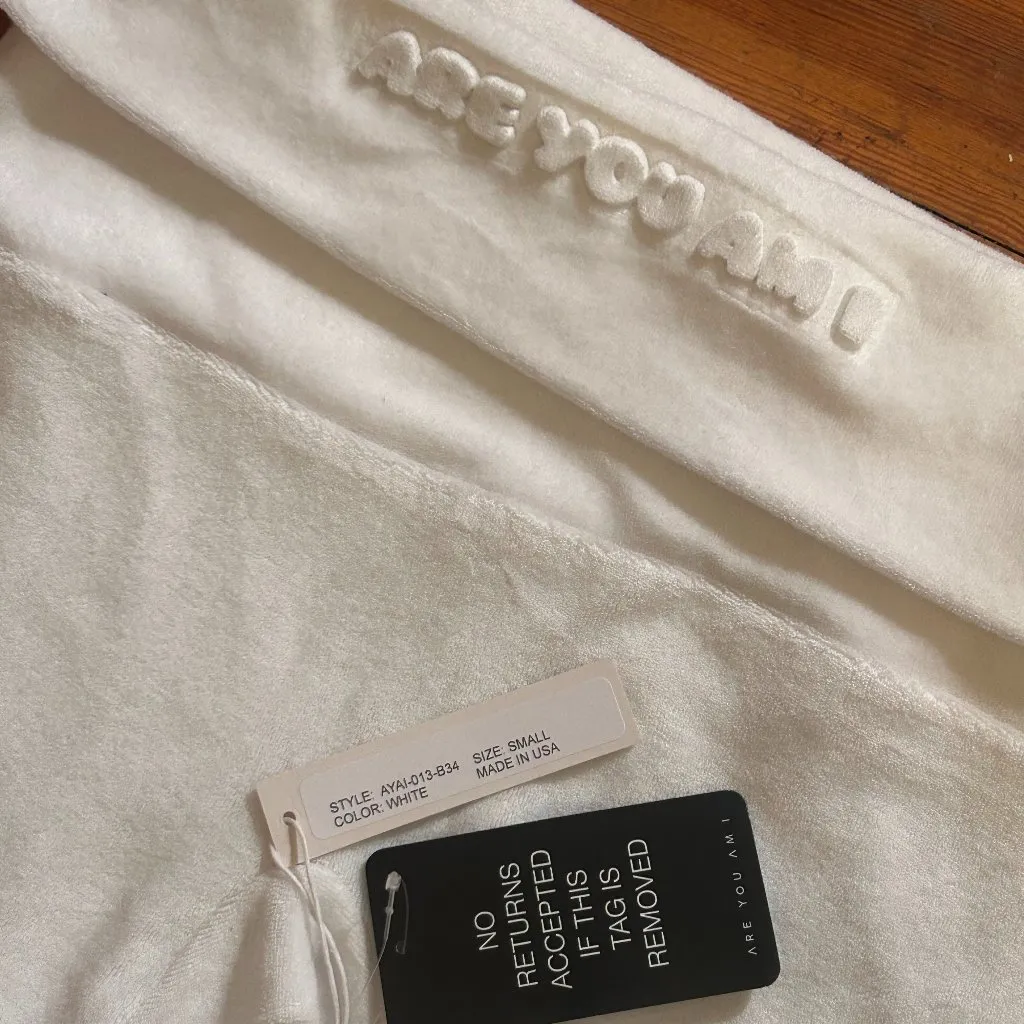 ARE YOU AM I
STYLE: AYAI-013-B34 SIZE: SMALL
COLOR: WHITE MADE IN USA
NO
RETURNS
ACCEPTED
IF THIS
TAG IS
REMOVED
ARE YOU AM I